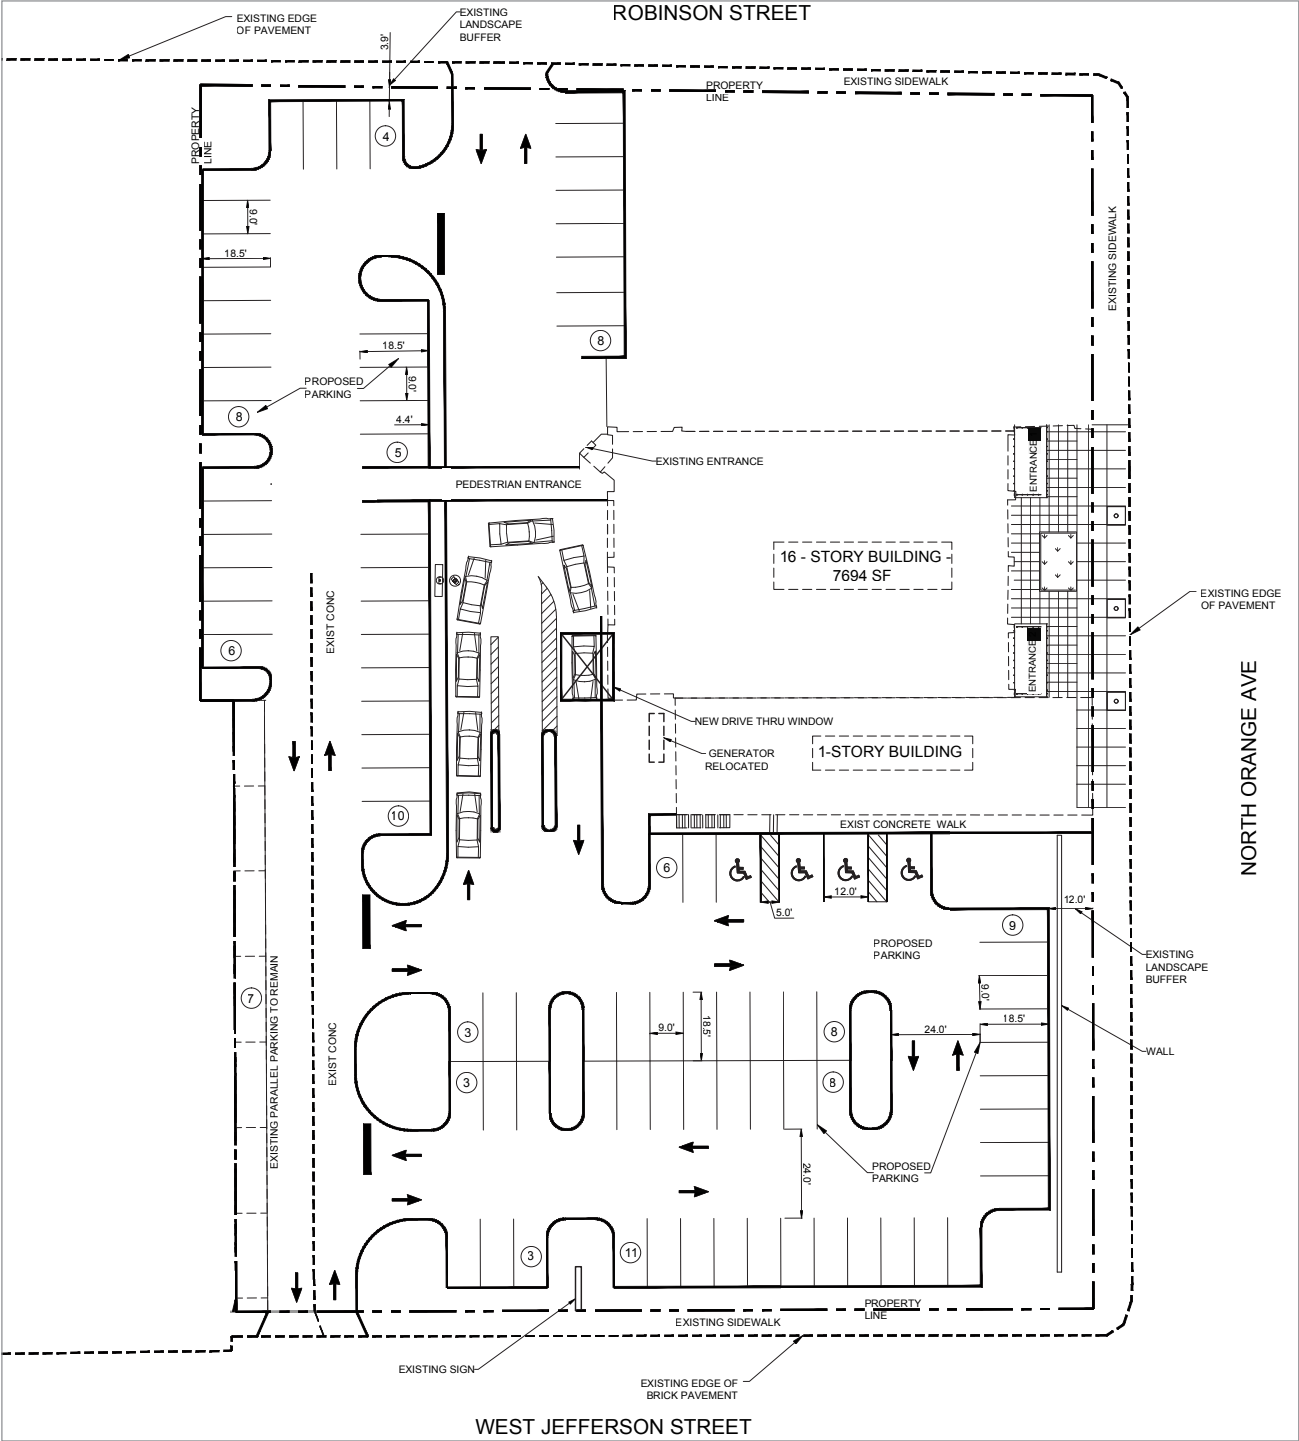 ROBINSON STREET
EXISTING EDGE
OF PAVEMENT
EXISTING
LANDSCAPE
BUFFER
3.9'
PROPERTY
LINE
EXISTING SIDEWALK
PROPERTY
LINE
4
EXISTING SIDEWALK
9.0'
18.5'
8
18.5'
PROPOSED
PARKING
9.0'
4.4'
8
5
EXISTING ENTRANCE
ENTRANCE
PEDESTRIAN ENTRANCE
16 - STORY BUILDING -
7694 SF
EXISTING EDGE
OF PAVEMENT
EXIST CONC
6
ENTRANCE
NORTH ORANGE AVE
NEW DRIVE THRU WINDOW
GENERATOR
RELOCATED
1-STORY BUILDING
10
EXIST CONCRETE WALK
6
12.0'
5.0'
12.0'
9
PROPOSED
PARKING
EXISTING
LANDSCAPE
BUFFER
7
EXISTING PARALLEL PARKING TO REMAIN
9.0'
18.5'
3
9.0'
18.5'
8
24.0'
EXIST CONC
WALL
3
8
PROPOSED
PARKING
24.0'
3
11
PROPERTY
LINE
EXISTING SIDEWALK
EXISTING SIGN
EXISTING EDGE OF
BRICK PAVEMENT
WEST JEFFERSON STREET